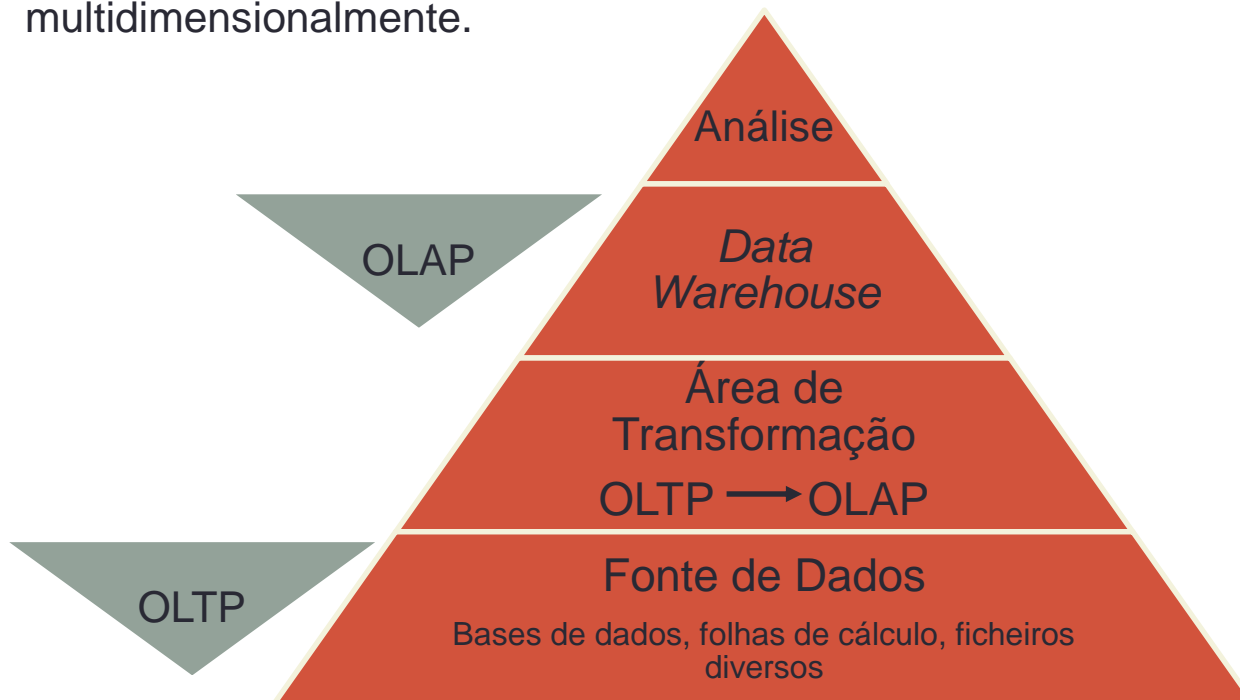 multidimensionalmente.
Análise
OLAP
Data
Warehouse
Área de
Transformação
OLTP → OLAP
OLTP
Fonte de Dados
Bases de dados, folhas de cálculo, ficheiros
diversos